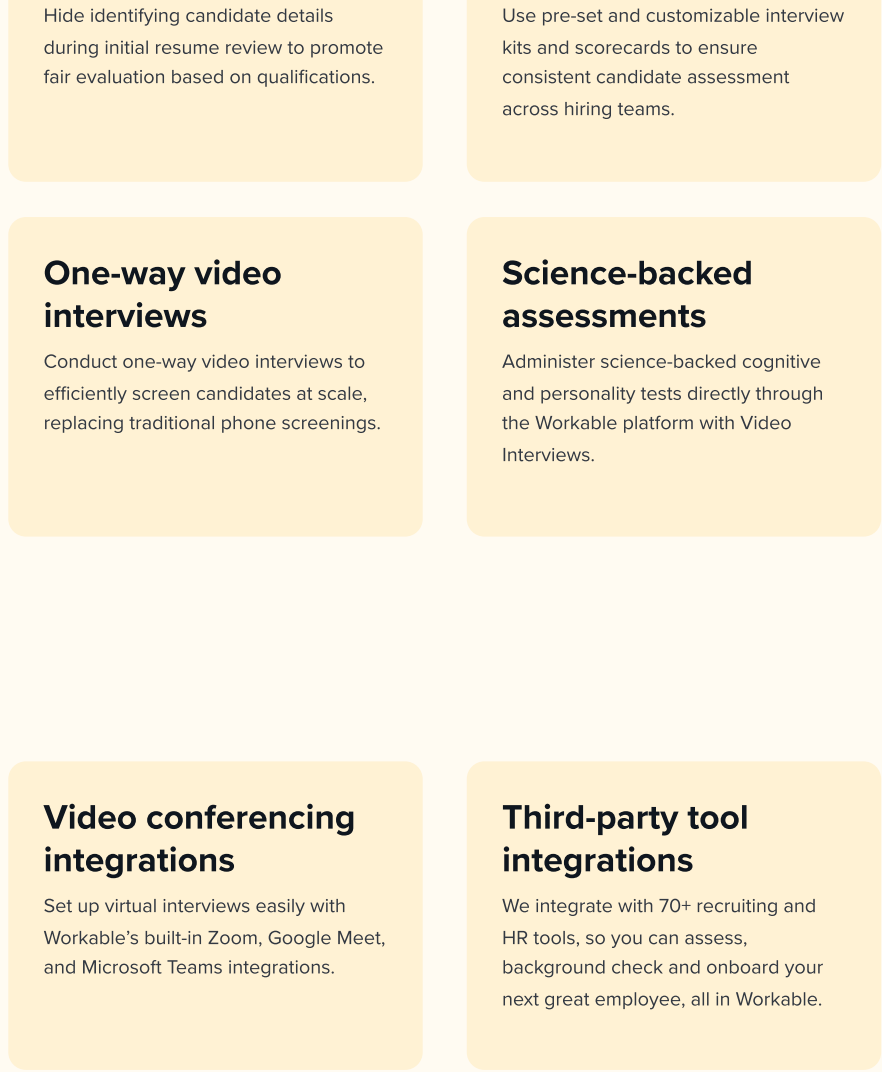 Hide identifying candidate details
during initial resume review to promote
fair evaluation based on qualifications.
Use pre-set and customizable interview
kits and scorecards to ensure
consistent candidate assessment
across hiring teams.
One-way video
interviews
Conduct one-way video interviews to
efficiently screen candidates at scale,
replacing traditional phone screenings.
Science-backed
assessments
Administer science-backed cognitive
and personality tests directly through
the Workable platform with Video
Interviews.
Video conferencing
integrations
Set up virtual interviews easily with
Workable’s built-in Zoom, Google Meet,
and Microsoft Teams integrations.
Third-party tool
integrations
We integrate with 70+ recruiting and
HR tools, so you can assess,
background check and onboard your
next great employee, all in Workable.